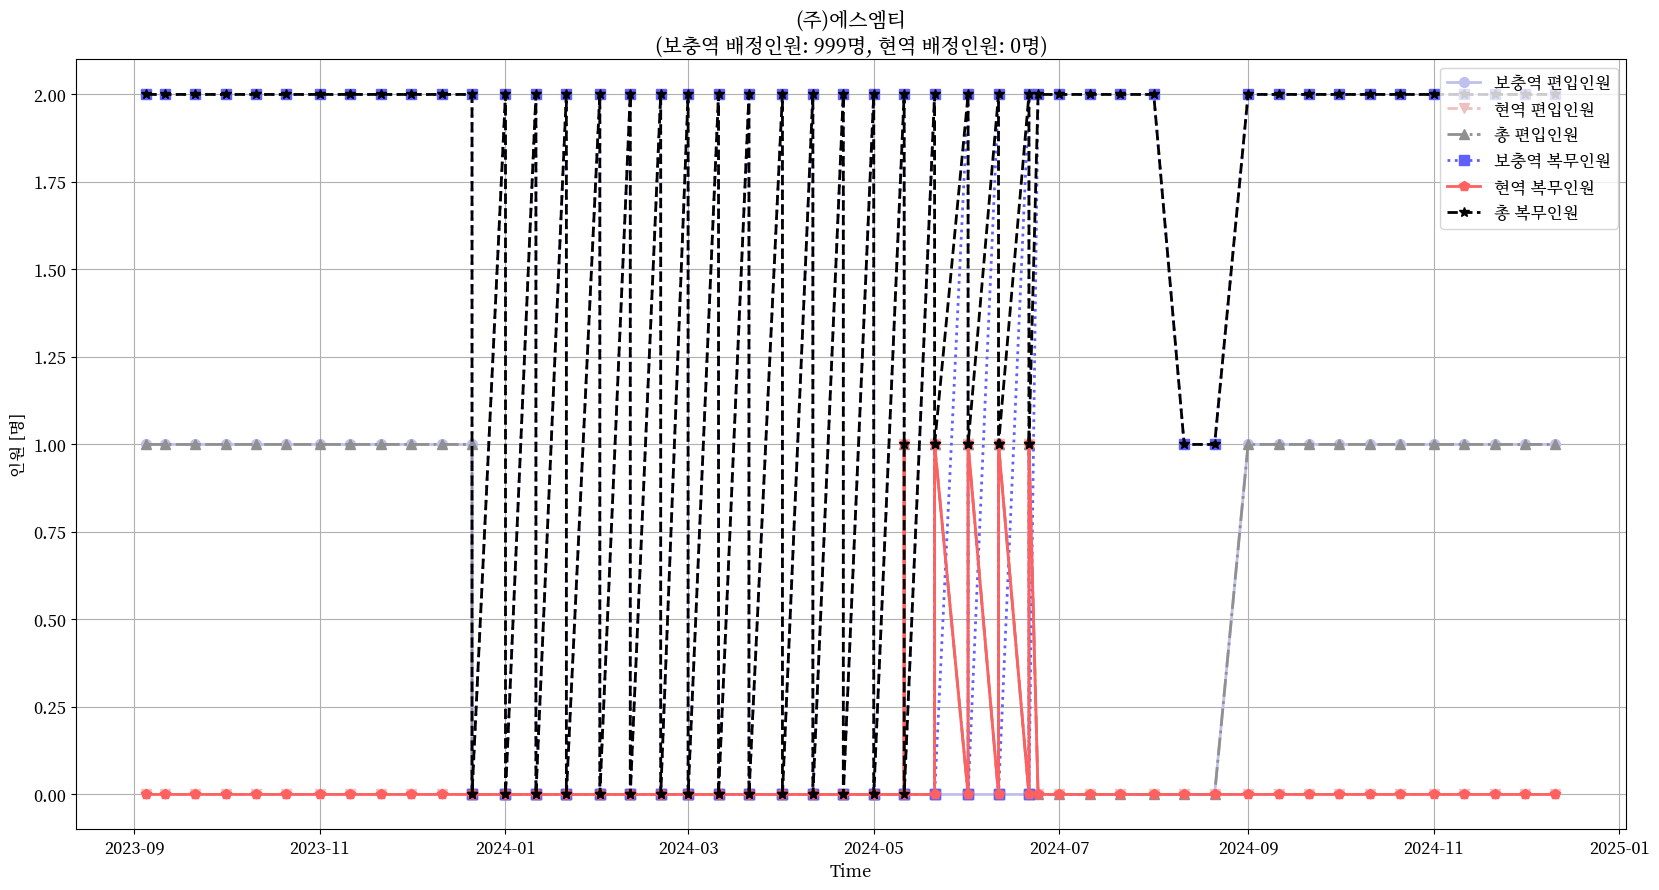 (주)에스엠티
(보충역 배정인원: 999명, 현역 배정인원: 0명)
인원 [명]
2.00
1.75
1.50
1.25
1.00
0.75
0.50
0.25
0.00
보충역 편입인원
현역 편입인원
총 편입인원
보충역 복무인원
현역 복무인원
총 복무인원
2023-09
2023-11
2024-01
2024-03
2024-05
2024-07
2024-09
2024-11
2025-01
Time